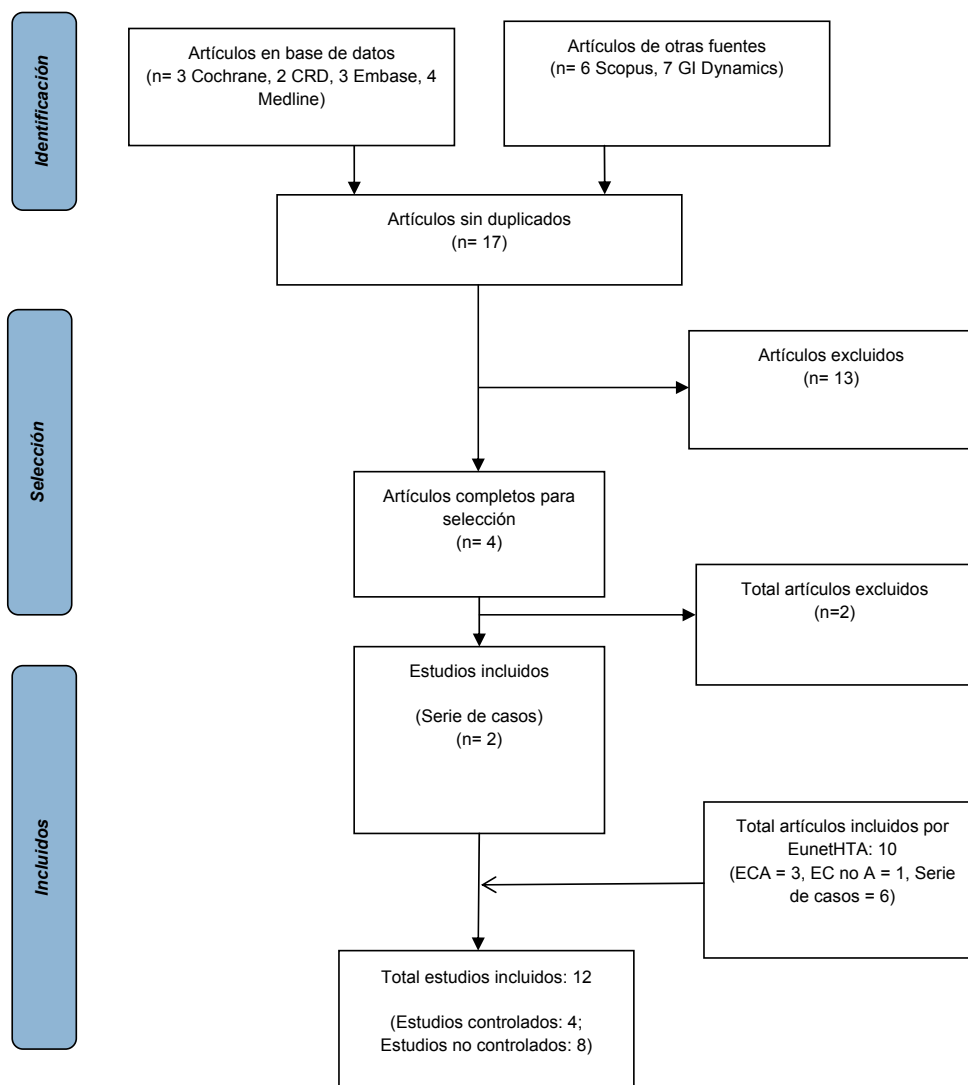 Identificación
Artículos en base de datos
(n= 3 Cochrane, 2 CRD, 3 Embase, 4
Medline)
Artículos de otras fuentes
(n= 6 Scopus, 7 GI Dynamics)
Artículos sin duplicados
(n= 17)
Selección
Artículos excluidos
(n= 13)
Artículos completos para
selección
(n= 4)
Total artículos excluidos
(n=2)
Incluidos
Estudios incluidos
(Serie de casos)
(n= 2)
Total artículos incluidos por
EunetHTA: 10
(ECA = 3, EC no A = 1, Serie
de casos = 6)
Total estudios incluidos: 12
(Estudios controlados: 4;
Estudios no controlados: 8)